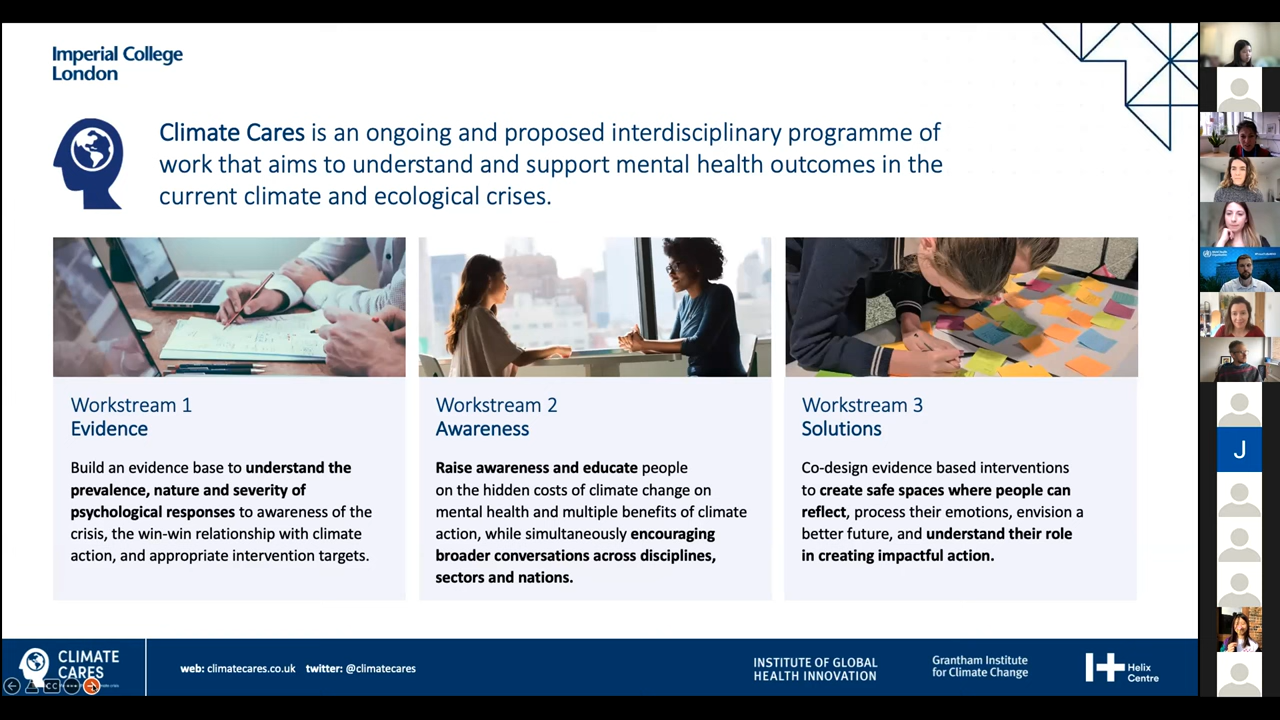 Imperial College
London
Climate Cares is an ongoing and proposed interdisciplinary programme of
work that aims to understand and support mental health outcomes in the
current climate and ecological crises.
Workstream 1
Evidence
Build an evidence base to understand the
prevalence, nature and severity of
psychological responses to awareness of the
crisis, the win-win relationship with climate
action, and appropriate intervention targets.
Workstream 2
Awareness
Raise awareness and educate people
on the hidden costs of climate change on
mental health and multiple benefits of climate
action, while simultaneously encouraging
broader conversations across disciplines,
sectors and nations.
Workstream 3
Solutions
Co-design evidence based interventions
to create safe spaces where people can
reflect, process their emotions, envision a
better future, and understand their role
in creating impactful action.
CLIMATE
CARES
CC
web: climatecares.co.uk twitter: @climatecares
INSTITUTE OF GLOBAL
HEALTH INNOVATION
Grantham Institute
for Climate Change
Helix
Centre
J